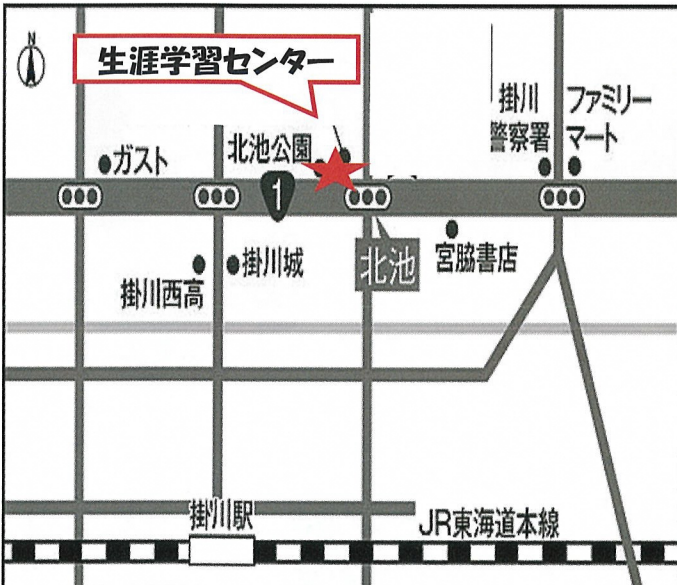 N
生涯学習センター
掛川
警察署
ファミリー
マート
ガスト
北池公園
1
掛川西高
掛川城
北池
宮脇書店
掛川駅
JR東海道本線